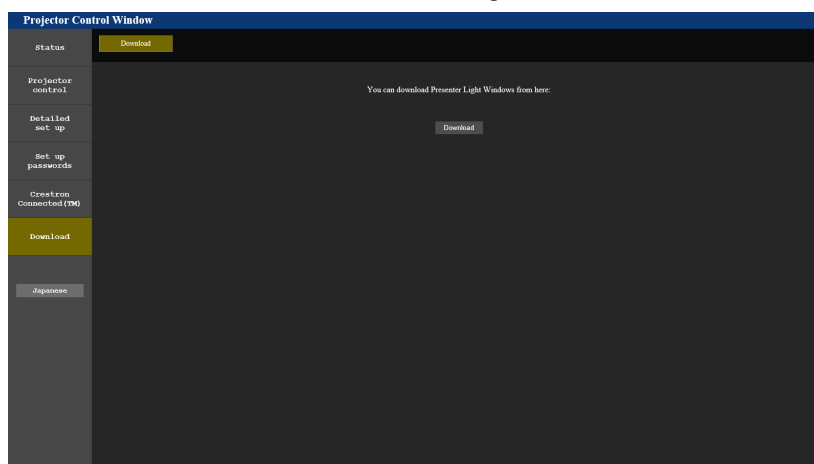 Projector Control Window
Status
Download
Projector
control
You can download Presenter Light Windows from here:
Detailed
set up
Download
Set up
passwords
Crestron
Connected(TM)
Download
Japanese